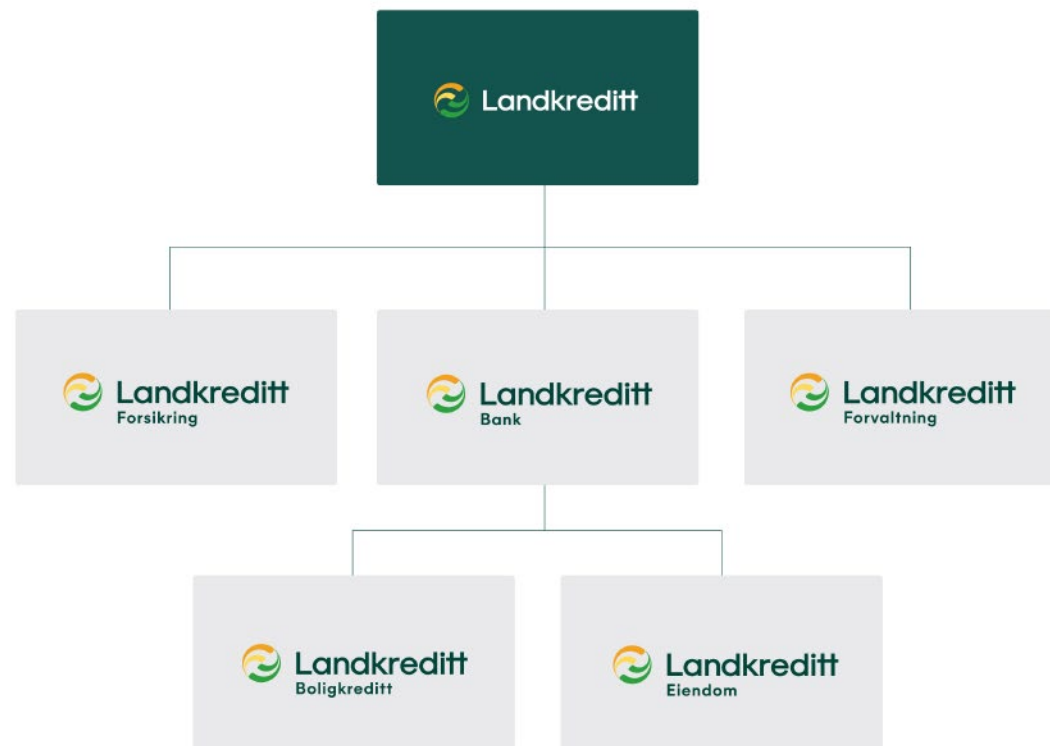 Landkreditt
Landkreditt
Forsikring
Landkreditt
Bank
Landkreditt
Forvaltning
Landkreditt
Boligkreditt
Landkreditt
Eiendom